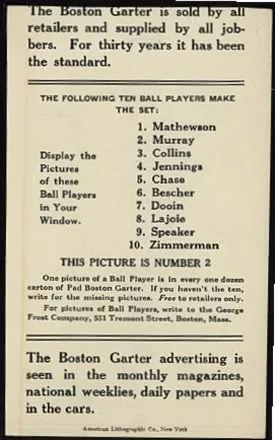 The Boston Garter is sold by all
retailers and supplied by all job-
bers. For thirty years it has been
the standard.
THE FOLLOWING TEN BALL PLAYERS MAKE
THE SET:
Display the
Pictures
of these
Ball Players
in Your
Window.
1. Mathewson
2. Murray
3. Collins
4. Jennings
5. Chase
6. Bescher
7. Dooin
8. Lajoie
9. Speaker
10. Zimmerman
THIS PICTURE IS NUMBER 2
One picture of a Ball Player is in every one dozen
carton of Pad Boston Garter. If you haven't the ten,
write for the missing pictures. Free to retailers only.
For pictures of Ball Players, write to the George
Frost Company, 551 Tremont Street, Boston, Mass.
The Boston Garter advertising is
seen in the monthly magazines,
national weeklies, daily papers and
in the cars.
American Lithographic Co., New York